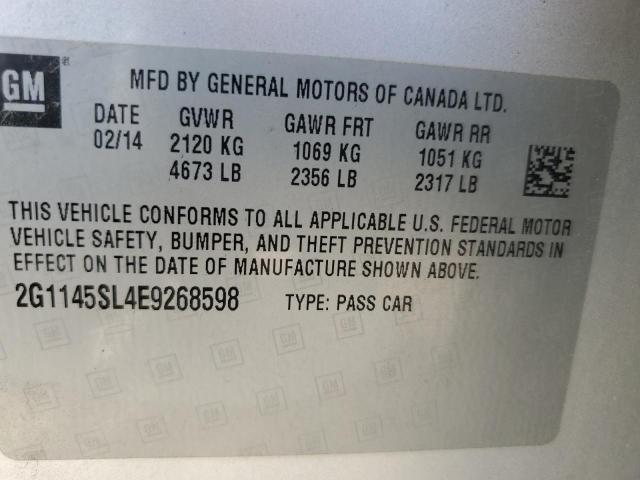 GM
MFD BY GENERAL MOTORS OF CANADA LTD.
DATE GVWR GAWR FRT GAWR RR
02/14 2120 KG 1069 KG 1051 KG
4673 LB 2356 LB 2317 LB
THIS VEHICLE CONFORMS TO ALL APPLICABLE U.S. FEDERAL MOTOR
VEHICLE SAFETY, BUMPER, AND THEFT PREVENTION STANDARDS IN
EFFECT ON THE DATE OF MANUFACTURE SHOWN ABOVE.
2G1145SL4E9268598 TYPE: PASS CAR